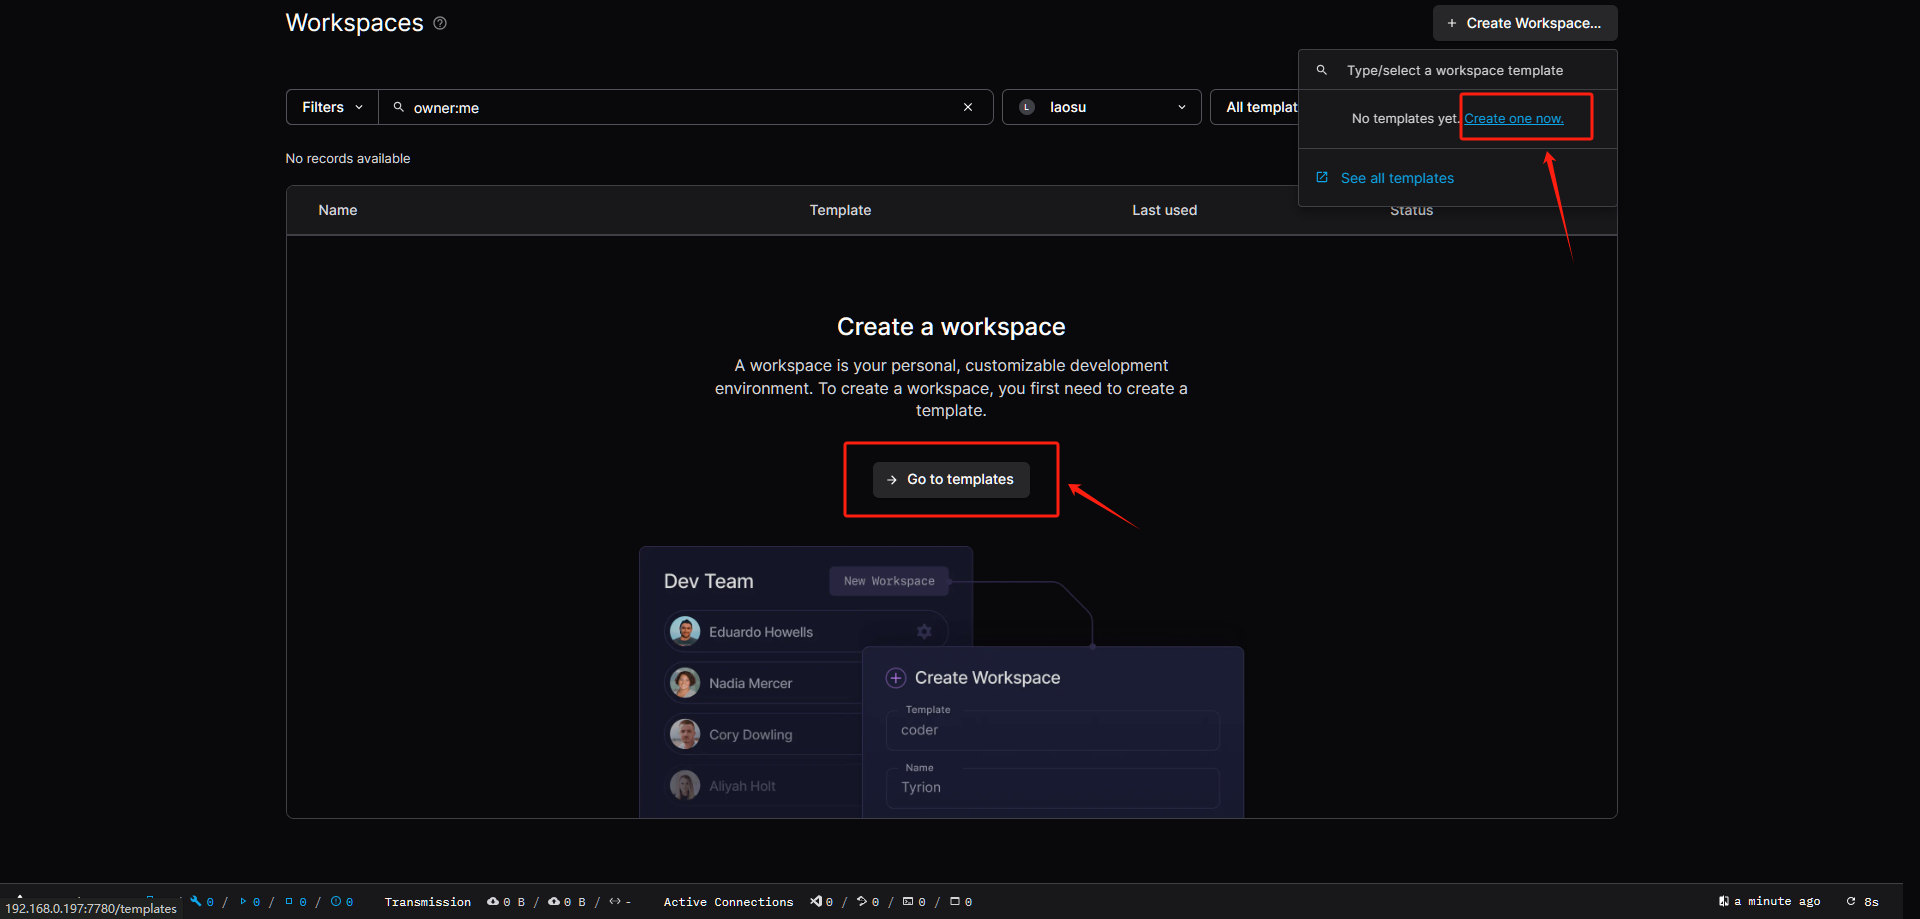 Workspaces
+ Create Workspace...
Type/select a workspace template
Filters
owner:me
L
laosu
All templat
No templates yet. Create one now.
No records available
See all templates
Name
Template
Last used
Status
Create a workspace
A workspace is your personal, customizable development
environment. To create a workspace, you first need to create a
template.
→ Go to templates
Dev Team
New Workspace
Eduardo Howells
Nadia Mercer
Cory Dowling
Aliyah Holt
Create Workspace
Template
coder
Name
Tyrion
192.168.0.197:7780/templates
0 / 0 / 0 / 0
Transmission 0 B / 0 B / -
Active Connections 0 / 0 / 0 / 0
a minute ago
8s